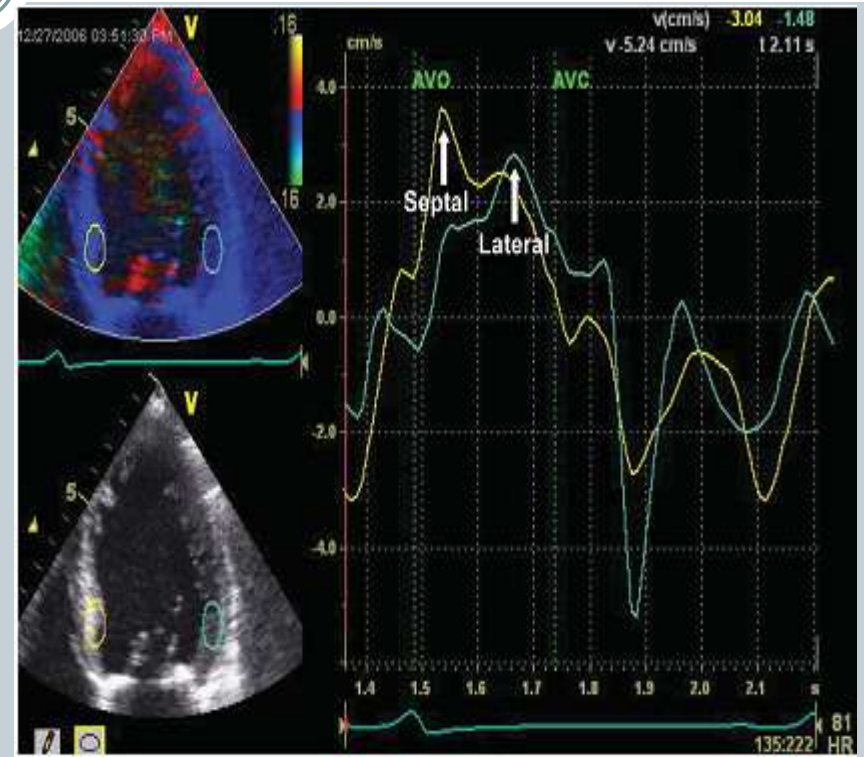 V
.16
12/27/2006 03:51:30 PM
5
.16
V
5
v(cm/s) -3.04 -1.48
v -5.24 cm/s t 2.11 s
cm/s
AVO AVC
4.0
Septal
2.0
Lateral
0.0
-2.0
-4.0
1.4 1.5 1.6 1.7 1.8 1.9 2.0 2.1 s
81
135:222 HR